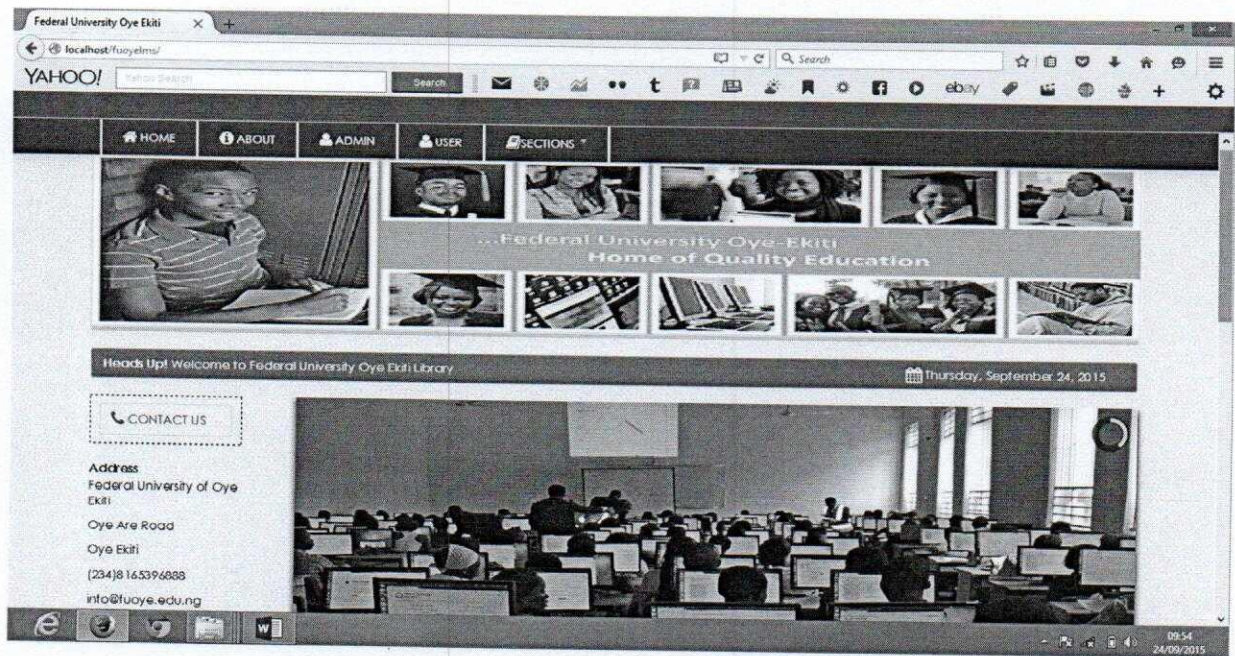 Federal University Oye Ekiti
localhost/fuoyelms/
Search
YAHOO!
Yahoo Search
Search
ebay
HOME
ABOUT
ADMIN
USER
SECTIONS
...Federal University Oye-Ekiti
Home of Quality Education
Heads Up! Welcome to Federal University Oye Ekiti Library
Thursday, September 24, 2015
CONTACT US
Address
Federal University of Oye
Ekiti
Oye Are Road
Oye Ekiti
(234)8165396888
info@fuoye.edu.ng
09:54
24/09/2015